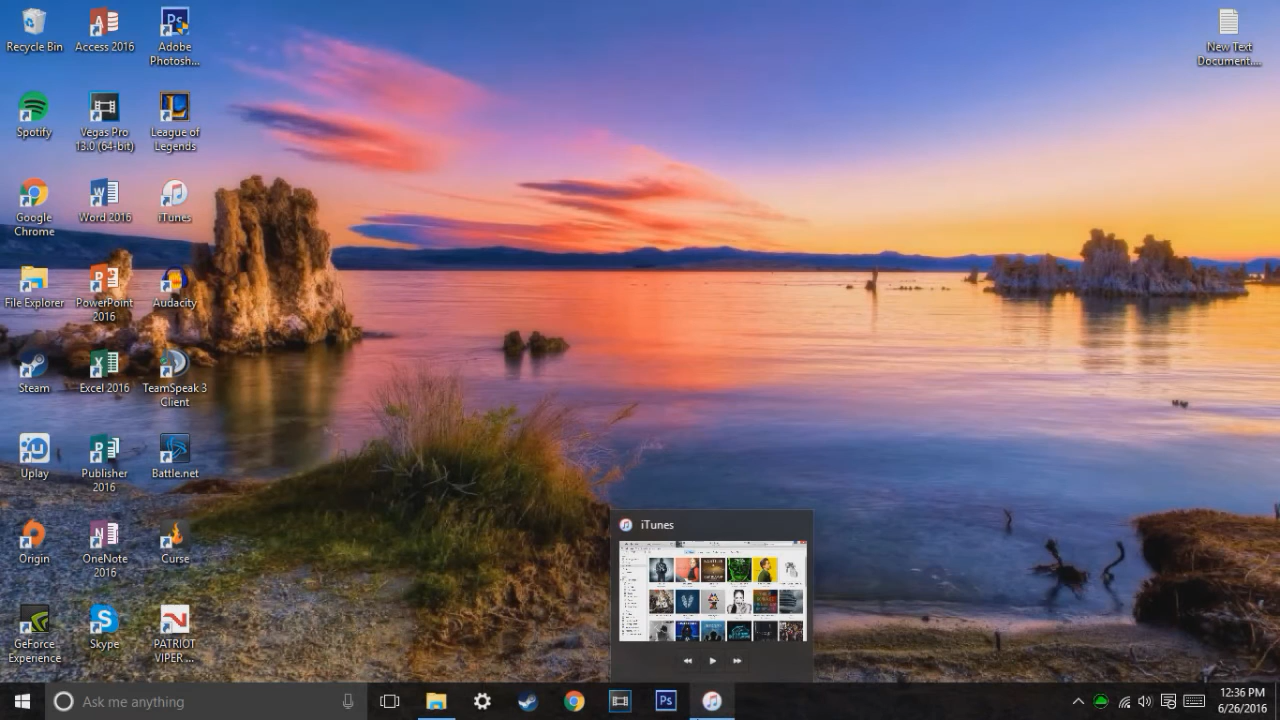 Recycle Bin
Access 2016
Adobe
Photosh...
New Text
Document....
Spotify
Vegas Pro
13.0 (64-bit)
League of
Legends
Google
Chrome
Word 2016
iTunes
File Explorer
PowerPoint
2016
Audacity
Steam
Excel 2016
TeamSpeak 3
Client
Uplay
Publisher
2016
Battle.net
Origin
OneNote
2016
Curse
GeForce
Experience
Skype
PATRIOT
VIPER ...
iTunes
Ask me anything
12:36 PM
6/26/2016